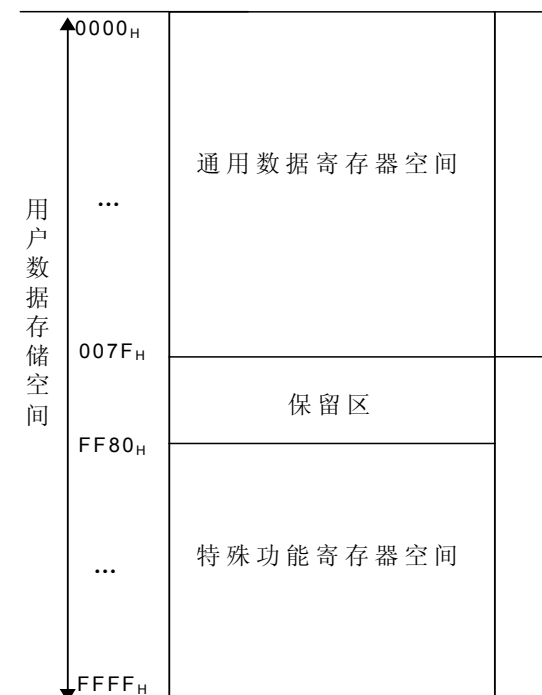 0000H
通用数据寄存器空间
...
用户数据存储空间
007FH
保留区
FF80H
特殊功能寄存器空间
...
FFFFH